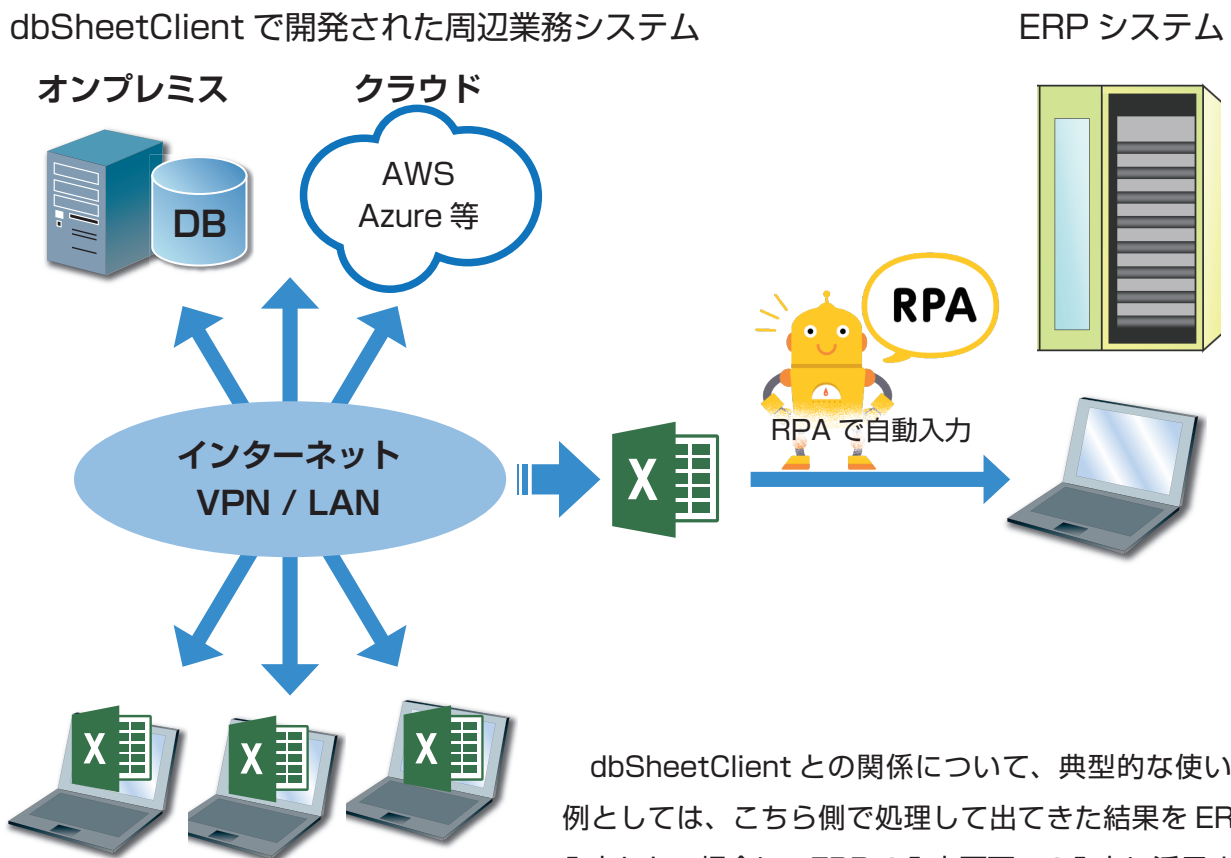 dbSheetClient で開発された周辺業務システム
ERP システム
オンプレミス
クラウド
AWS
Azure 等
DB
RPA
RPA で自動入力
インターネット
VPN / LAN
X
X
X
X
dbSheetClient との関係について、典型的な使い
例としては、こちら側で処理して出てきた結果を ER